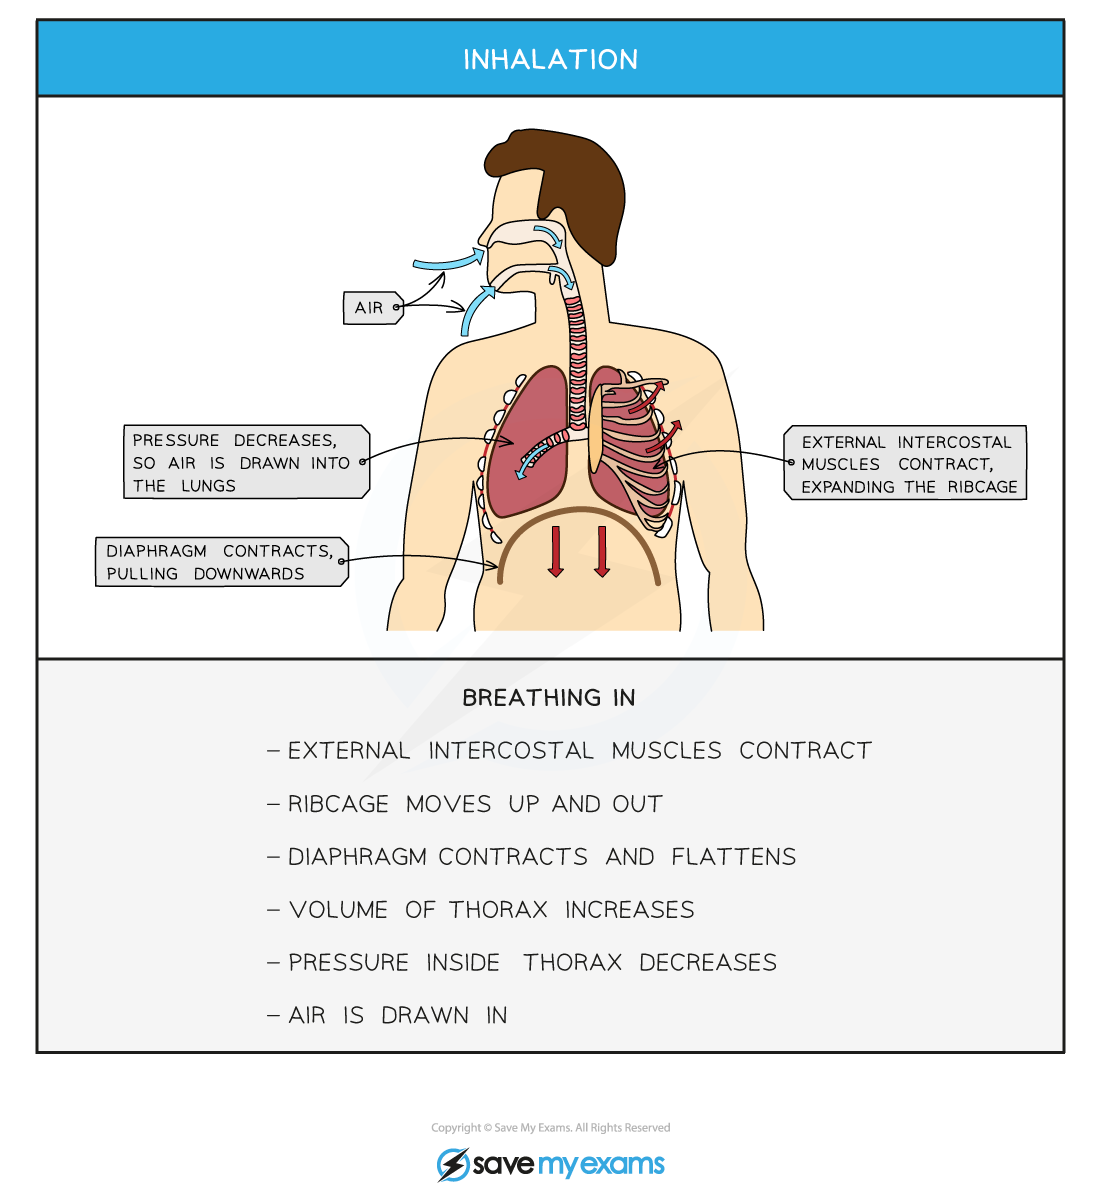 INHALATION
AIR
PRESSURE DECREASES,
SO AIR IS DRAWN INTO
THE LUNGS
EXTERNAL INTERCOSTAL
MUSCLES CONTRACT,
EXPANDING THE RIBCAGE
DIAPHRAGM CONTRACTS,
PULLING DOWNWARDS
BREATHING IN
– EXTERNAL INTERCOSTAL MUSCLES CONTRACT
– RIBCAGE MOVES UP AND OUT
– DIAPHRAGM CONTRACTS AND FLATTENS
– VOLUME OF THORAX INCREASES
– PRESSURE INSIDE THORAX DECREASES
– AIR IS DRAWN IN
Copyright © Save My Exams. All Rights Reserved
save my exams